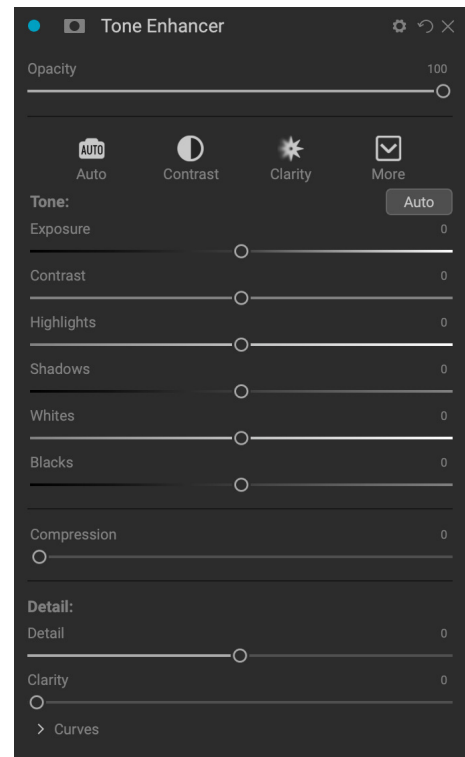 Tone Enhancer
Opacity 100
AUTO
Auto Contrast Clarity More
Tone: Auto
Exposure 0
Contrast 0
Highlights 0
Shadows 0
Whites 0
Blacks 0
Compression 0
Detail:
Detail 0
Clarity 0
Curves